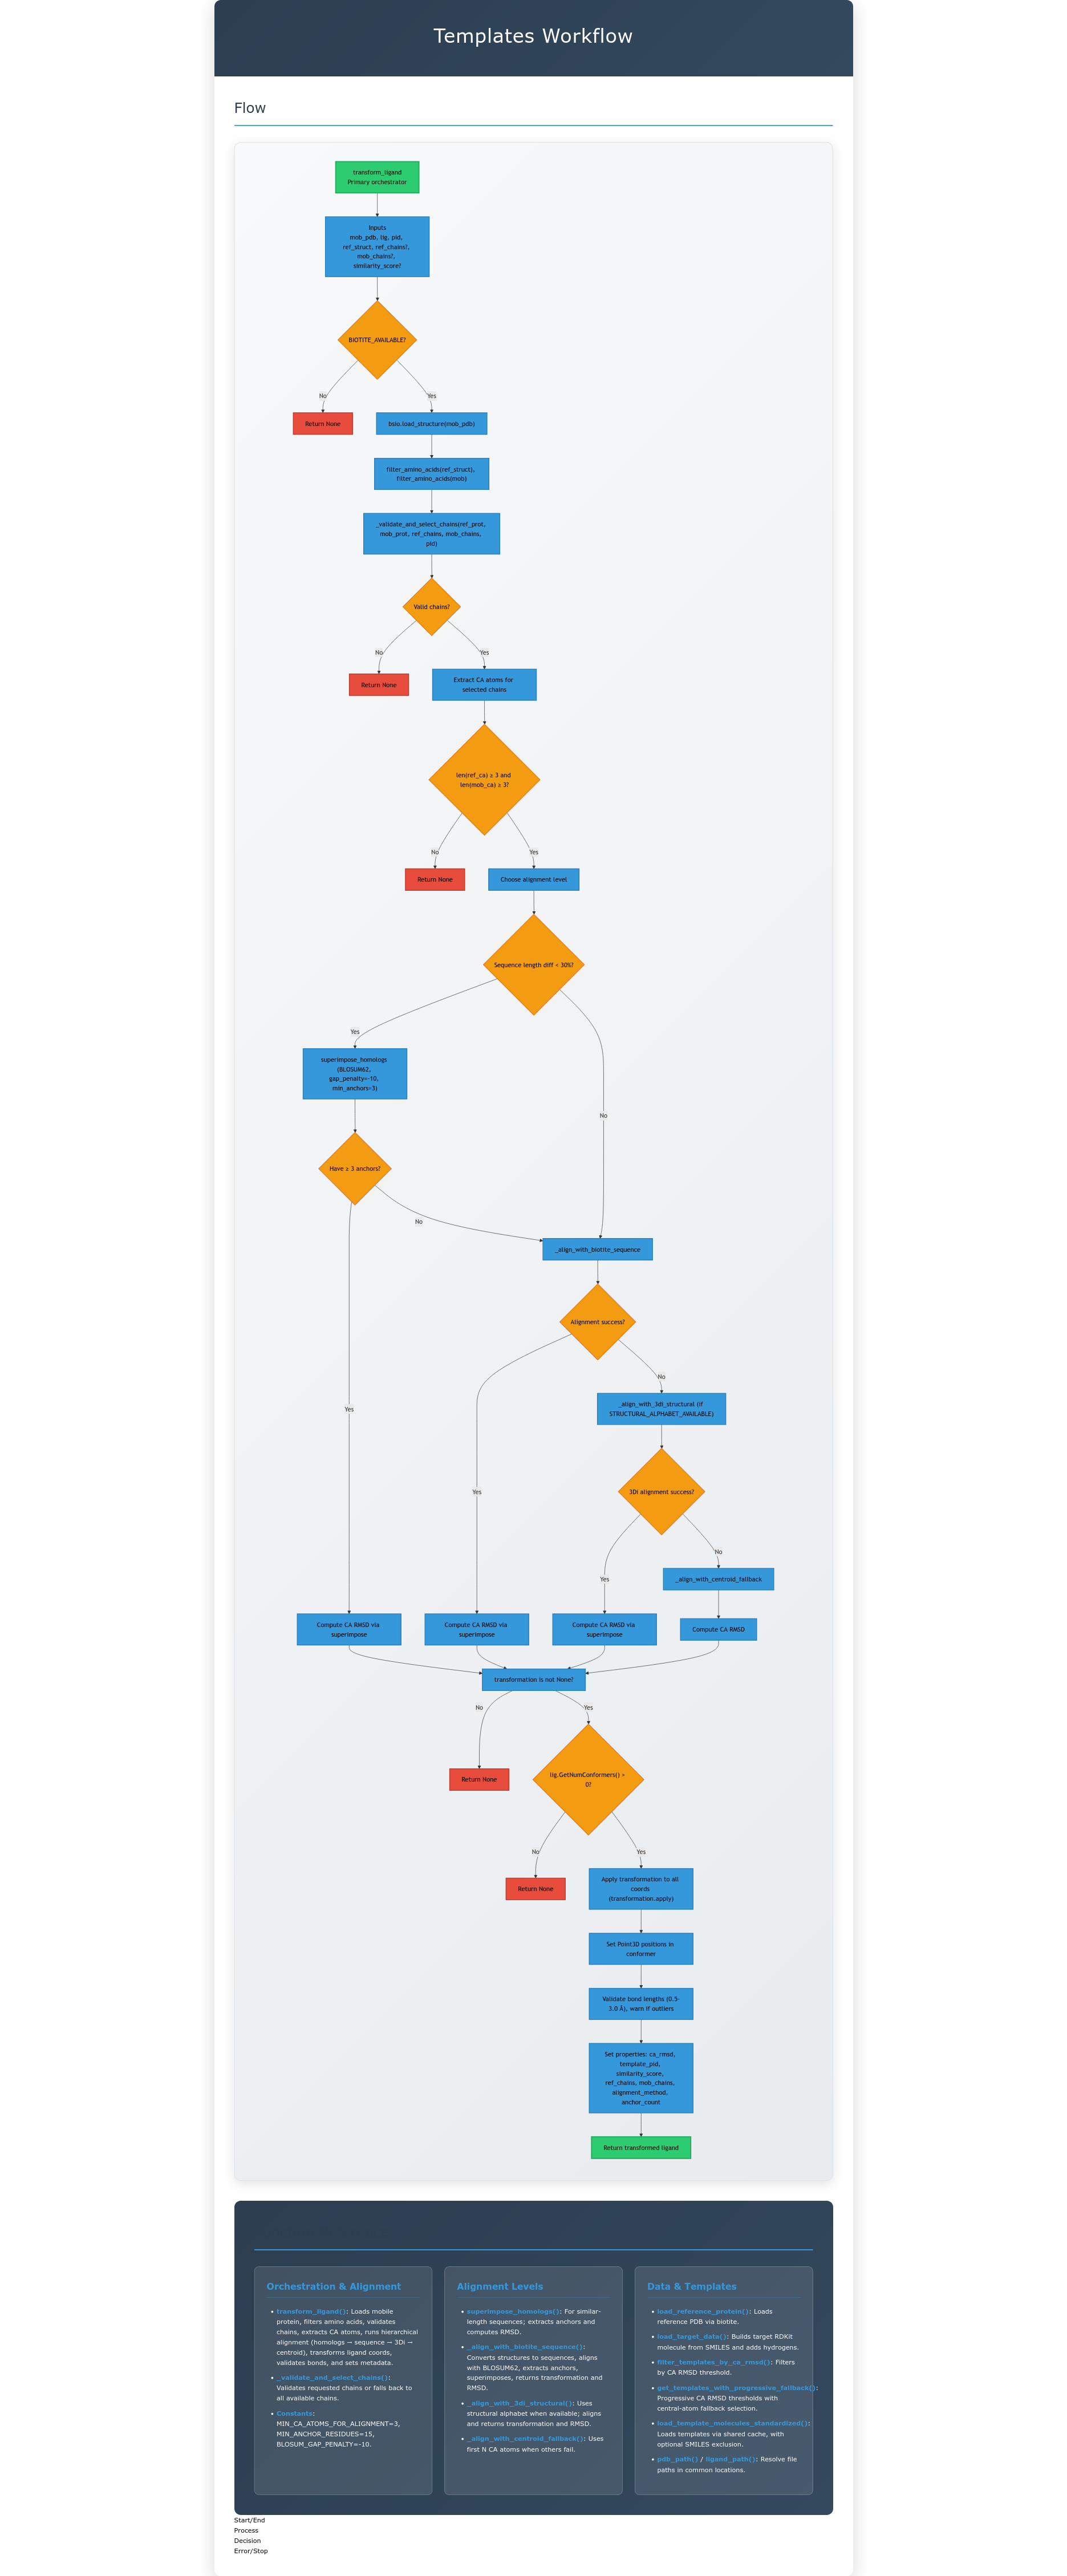 Templates Workflow
Flow
transform_ligand
Primary orchestrator
Inputs
mob_pdb, lig, pid,
ref_struct, ref_chains?,
mob_chains?,
similarity_score?
BIOTITE_AVAILABLE?
No
Yes
Return None
bsio.load_structure(mob_pdb)
filter_amino_acids(ref_struct),
filter_amino_acids(mob)
_validate_and_select_chains(ref_prot,
mob_prot, ref_chains, mob_chains,
pid)
Valid chains?
No
Yes
Return None
Extract CA atoms for
selected chains
len(ref_ca) ≥ 3 and
len(mob_ca) ≥ 3?
No
Yes
Return None
Choose alignment level
Sequence length diff < 30%?
Yes
superimpose_homologs
(BLOSUM62,
gap_penalty=-10,
min_anchors=3)
No
Have ≥ 3 anchors?
No
_align_with_biotite_sequence
Alignment success?
No
Yes
_align_with_3di_structural (if
STRUCTURAL_ALPHABET_AVAILABLE)
Yes
3Di alignment success?
No
Yes
_align_with_centroid_fallback
Compute CA RMSD via
superimpose
Compute CA RMSD via
superimpose
Compute CA RMSD via
superimpose
Compute CA RMSD
transformation is not None?
No
Yes
Return None
lig.GetNumConformers() >
0?
No
Yes
Return None
Apply transformation to all
coords
(transformation.apply)
Set Point3D positions in
conformer
Validate bond lengths (0.5-
3.0 Å), warn if outliers
Set properties: ca_rmsd,
template_pid,
similarity_score,
ref_chains, mob_chains,
alignment_method,
anchor_count
Return transformed ligand
Orchestration & Alignment
• transform_ligand(): Loads mobile
protein, filters amino acids, validates
chains, extracts CA atoms, runs hierarchical
alignment (homologs → sequence → 3Di →
centroid), transforms ligand coords,
validates bonds, and sets metadata.
• _validate_and_select_chains():
Validates requested chains or falls back to
all available chains.
• Constants:
MIN_CA_ATOMS_FOR_ALIGNMENT=3,
MIN_ANCHOR_RESIDUES=15,
BLOSUM_GAP_PENALTY=-10.
Alignment Levels
• superimpose_homologs(): For similar-
length sequences; extracts anchors and
computes RMSD.
• _align_with_biotite_sequence():
Converts structures to sequence, aligns
with BLOSUM62, extracts anchors,
superimposes, returns transformation and
RMSD.
• _align_with_3di_structural(): Uses
structural alphabet when available; aligns
and returns transformation and RMSD.
• _align_with_centroid_fallback(): Uses
first N CA atoms when others fail.
Data & Templates
• load_reference_protein(): Loads
reference PDB via biotite.
• load_target_data(): Builds target RDKit
molecule from SMILES and adds hydrogens.
• filter_templates_by_ca_rmsd(): Filters
by CA RMSD threshold.
• get_templates_with_progressive_fallback():
Progressive CA RMSD thresholds with
central-atom fallback selection.
• load_template_molecules_standardized():
Loads templates via shared cache, with
optional SMILES exclusion.
• pdb_path() / ligand_path(): Resolve file
paths in common locations.
Start/End
Process
Decision
Error/Stop